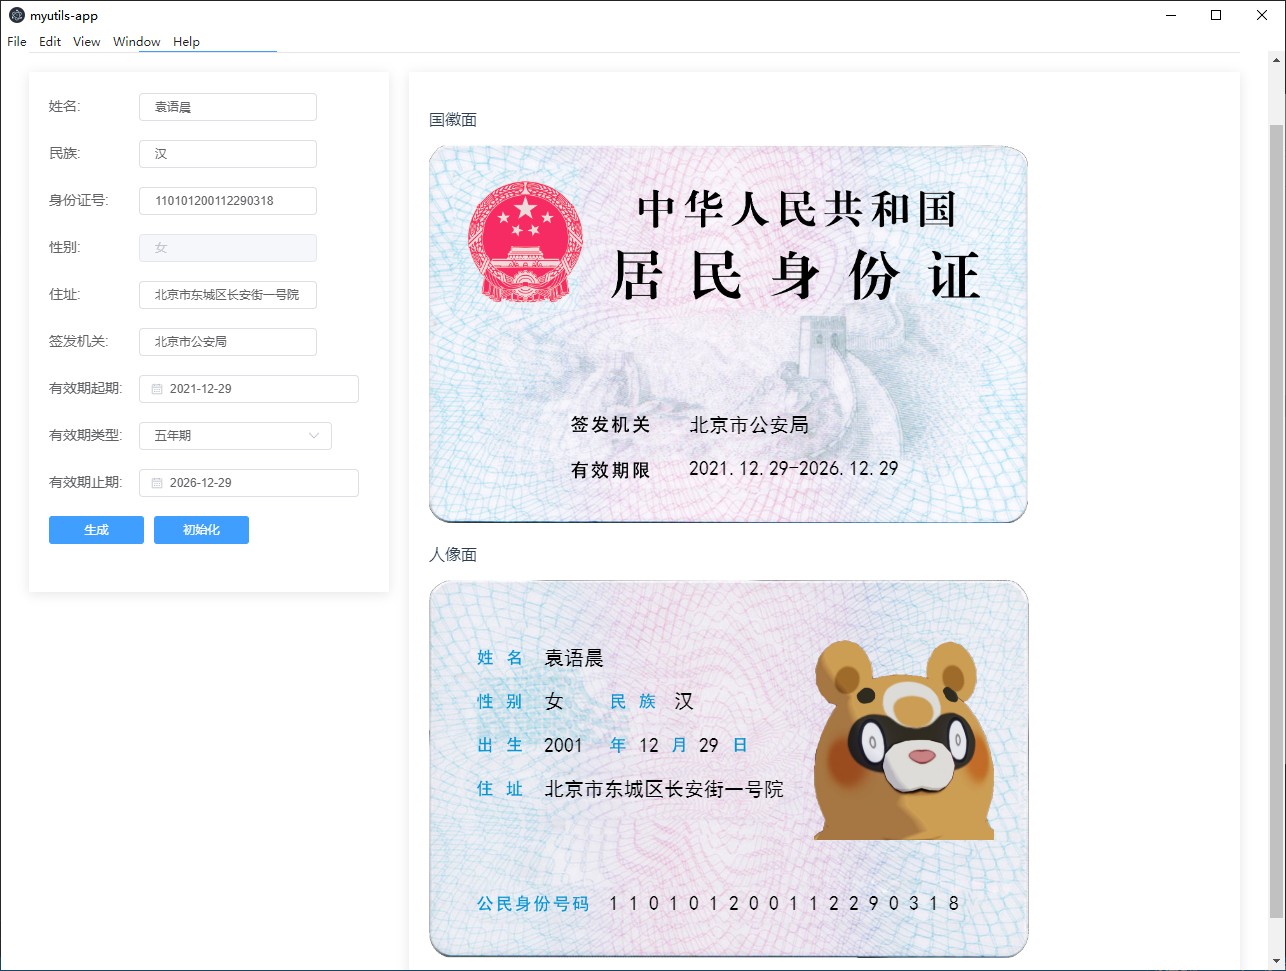 myutils-app
File Edit View Window Help
姓名: 袁语晨
民族: 汉
身份证号: 110101200112290318
性别: 女
住址: 北京市东城区长安街一号院
签发机关: 北京市公安局
有效期起期: 2021-12-29
有效期类型: 五年期
有效期止期: 2026-12-29
生成 初始化
国徽面
中华人民共和国
居民身份证
签发机关 北京市公安局
有效期限 2021.12.29-2026.12.29
人像面
姓名 袁语晨
性别 女 民族 汉
出生 2001 年 12 月 29 日
住址 北京市东城区长安街一号院
公民身份号码 110101200112290318